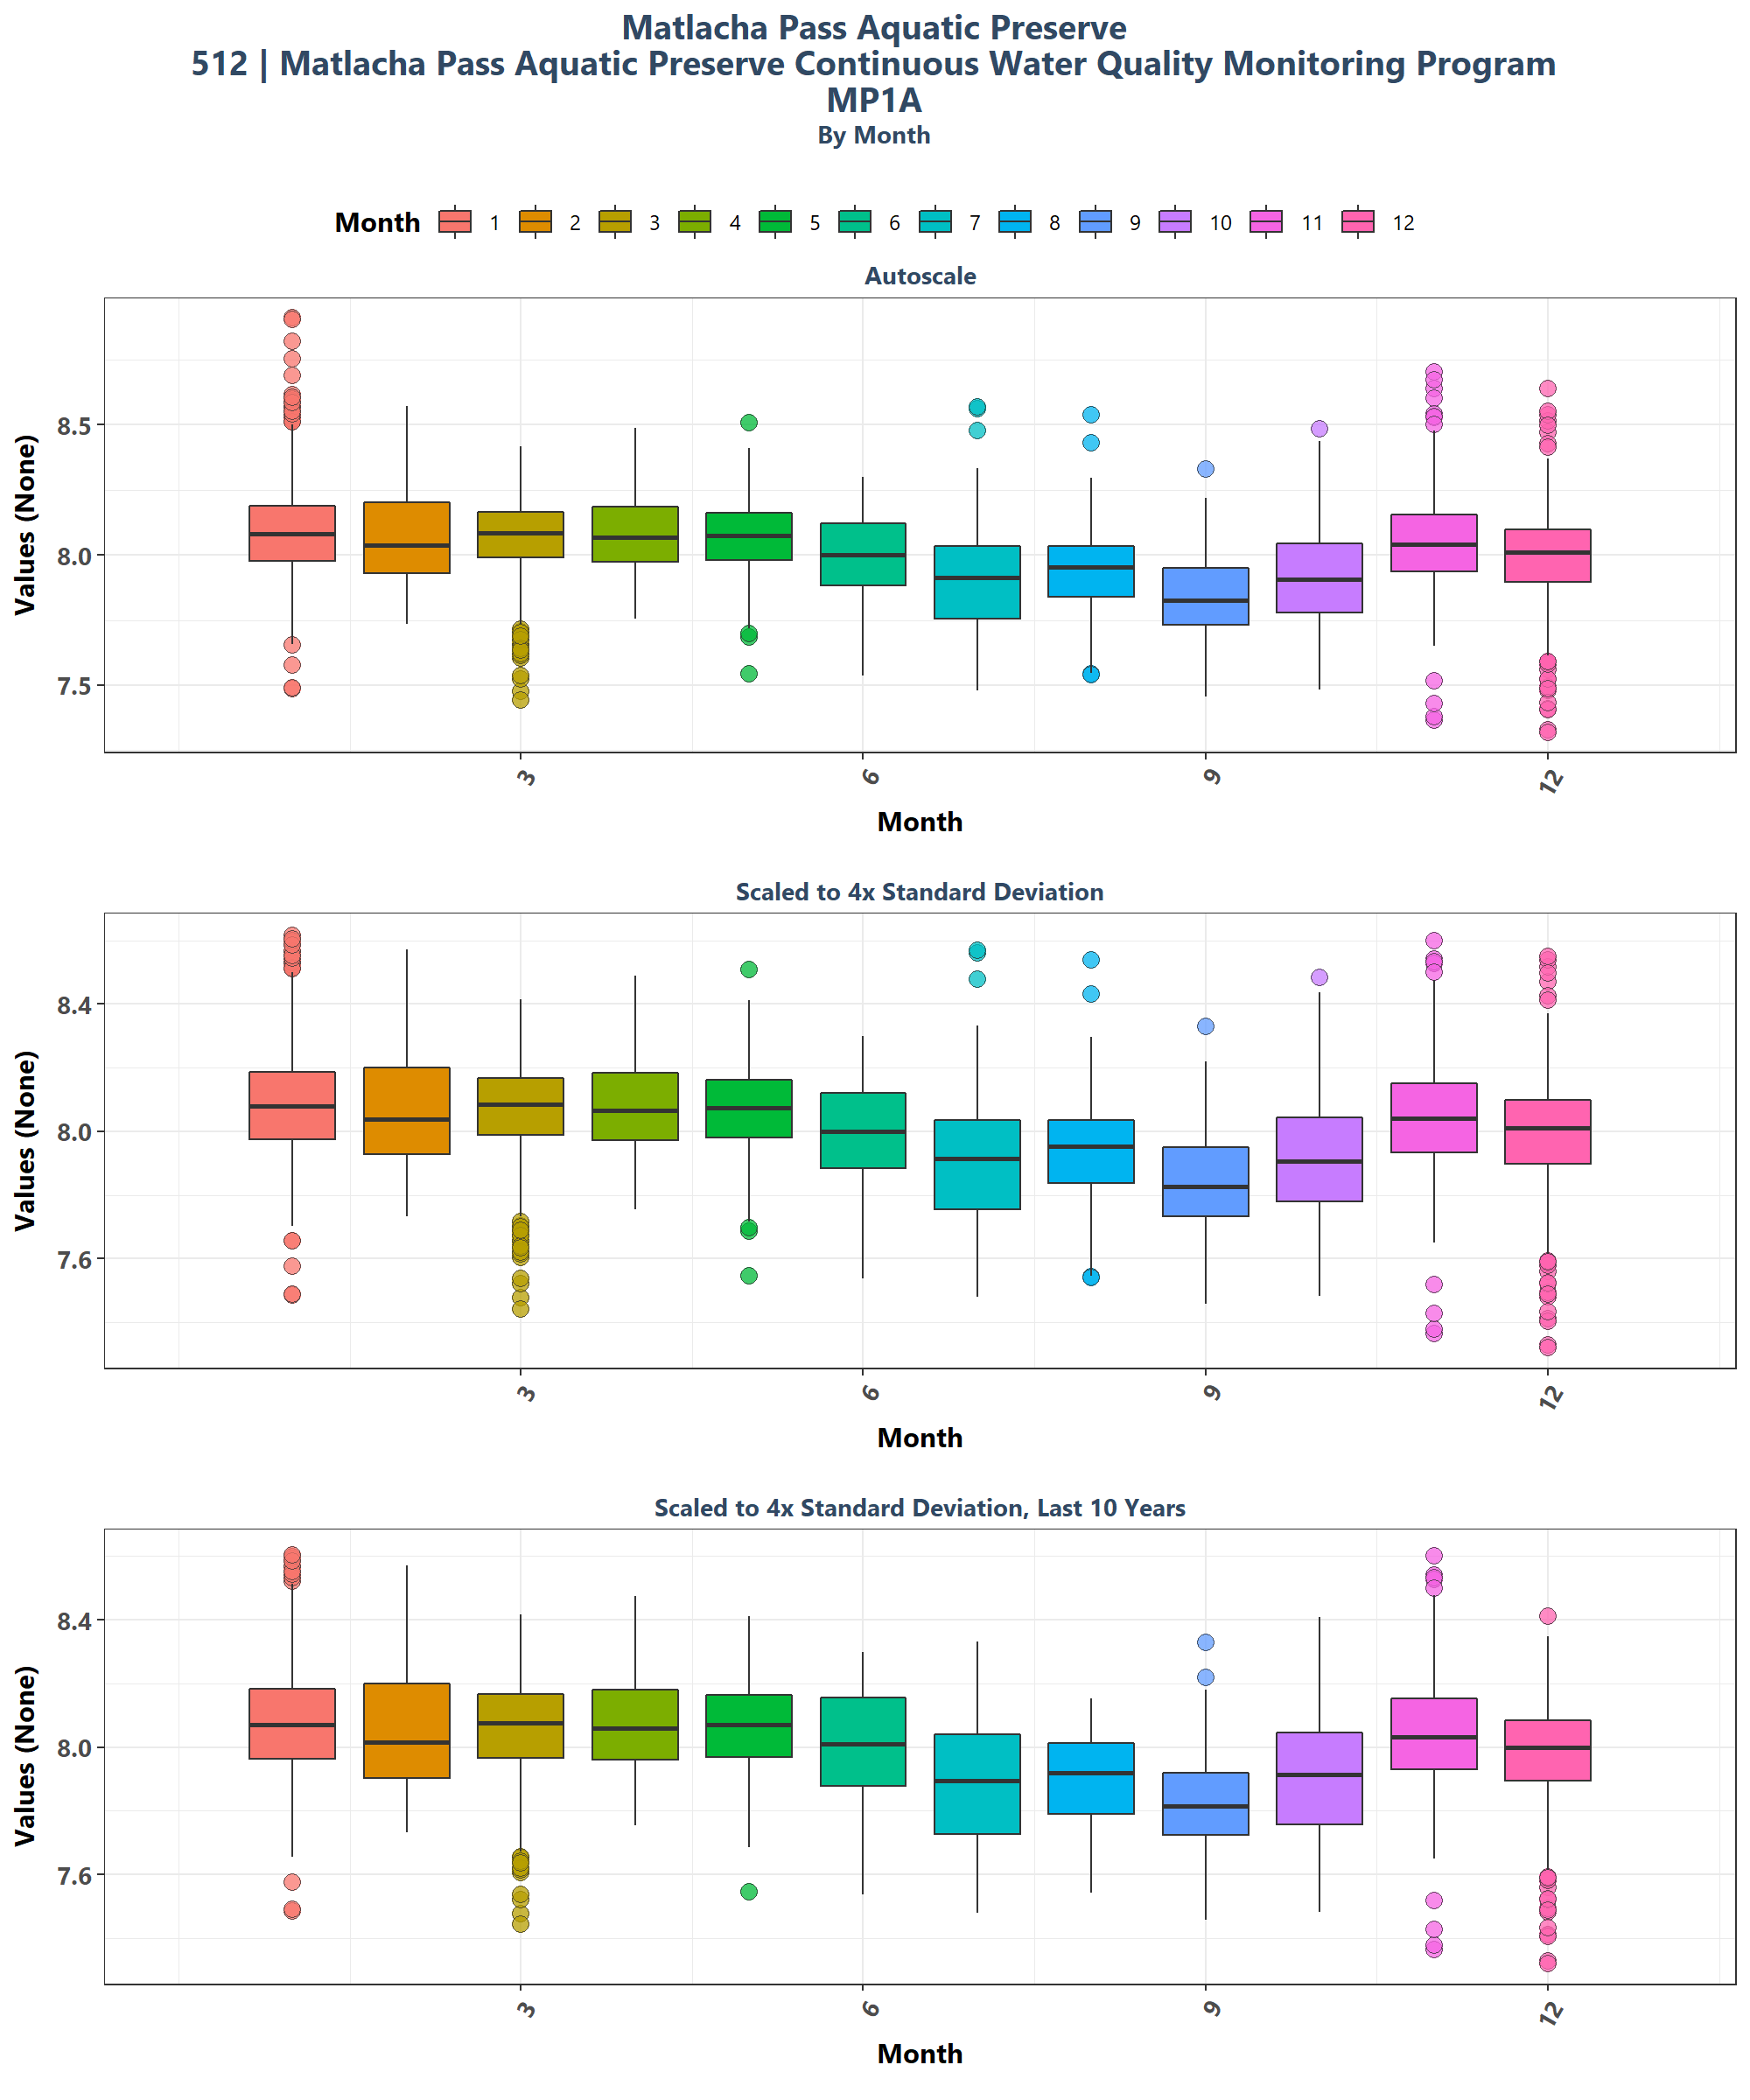 Matlacha Pass Aquatic Preserve
512 | Matlacha Pass Aquatic Preserve Continuous Water Quality Monitoring Program
MP1A
By Month
Month 1 2 3 4 5 6 7 8 9 10 11 12
Autoscale
Values (None)
8.5
8.0
7.5
3 6 9 12
Month
Scaled to 4x Standard Deviation
Values (None)
8.4
8.0
7.6
3 6 9 12
Month
Scaled to 4x Standard Deviation, Last 10 Years
Values (None)
8.4
8.0
7.6
3 6 9 12
Month